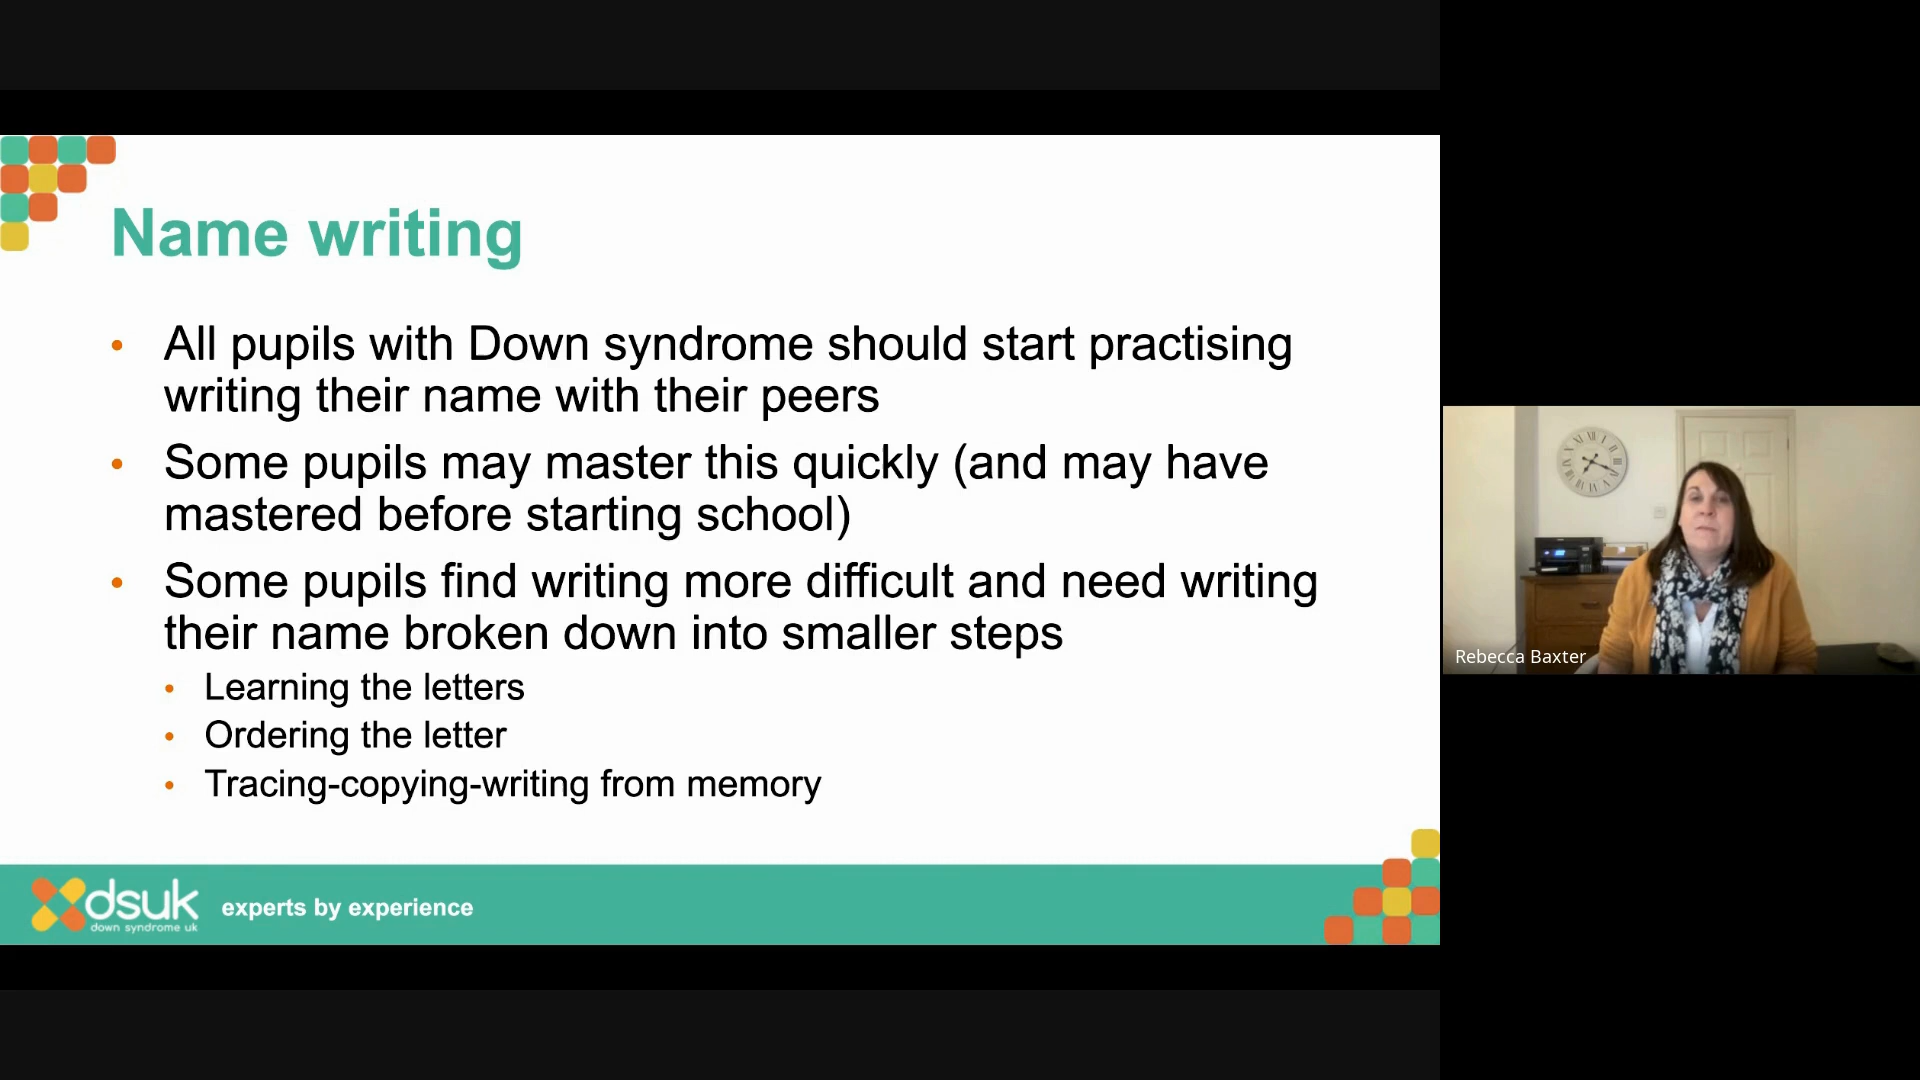 Name writing
• All pupils with Down syndrome should start practising
writing their name with their peers
• Some pupils may master this quickly (and may have
mastered before starting school)
• Some pupils find writing more difficult and need writing
their name broken down into smaller steps
• Learning the letters
• Ordering the letter
• Tracing-copying-writing from memory
dsuk
down syndrome uk
experts by experience
Rebecca Baxter